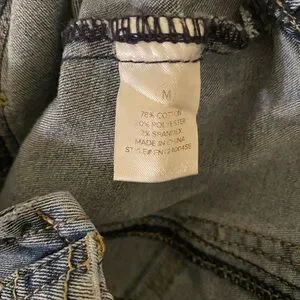 M
78% COTTON
20% POLYESTER
2% SPANDEX
MADE IN CHINA